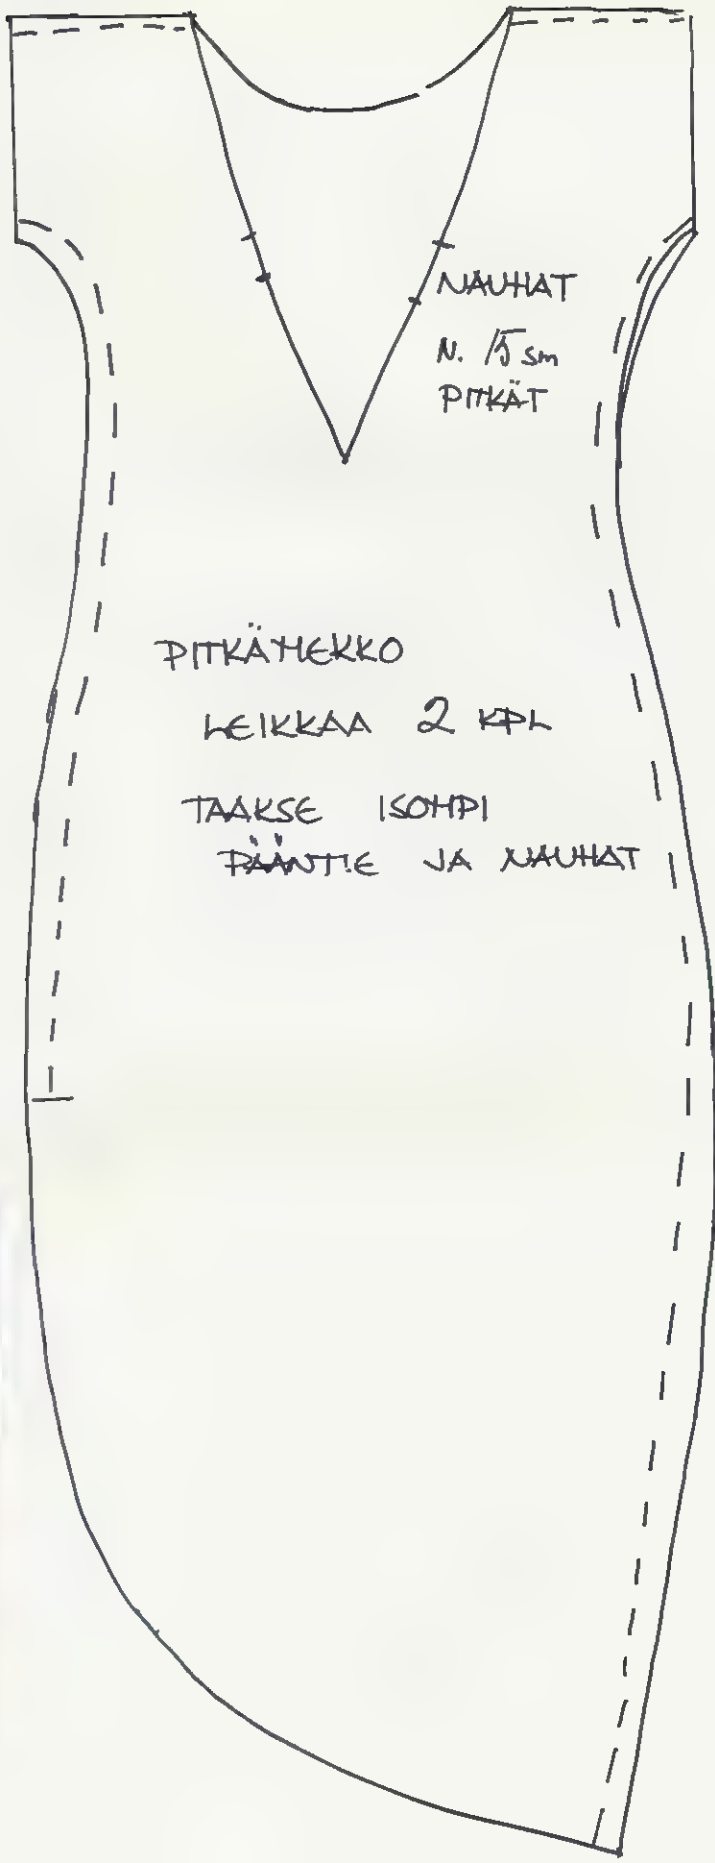 NAUHAT
N. 15 sm
PITKÄT
PITKÄMEKKO
LEIKKAA 2 KPL
TAAKSE ISOMPI
PÄÄNTIE JA NAUHAT